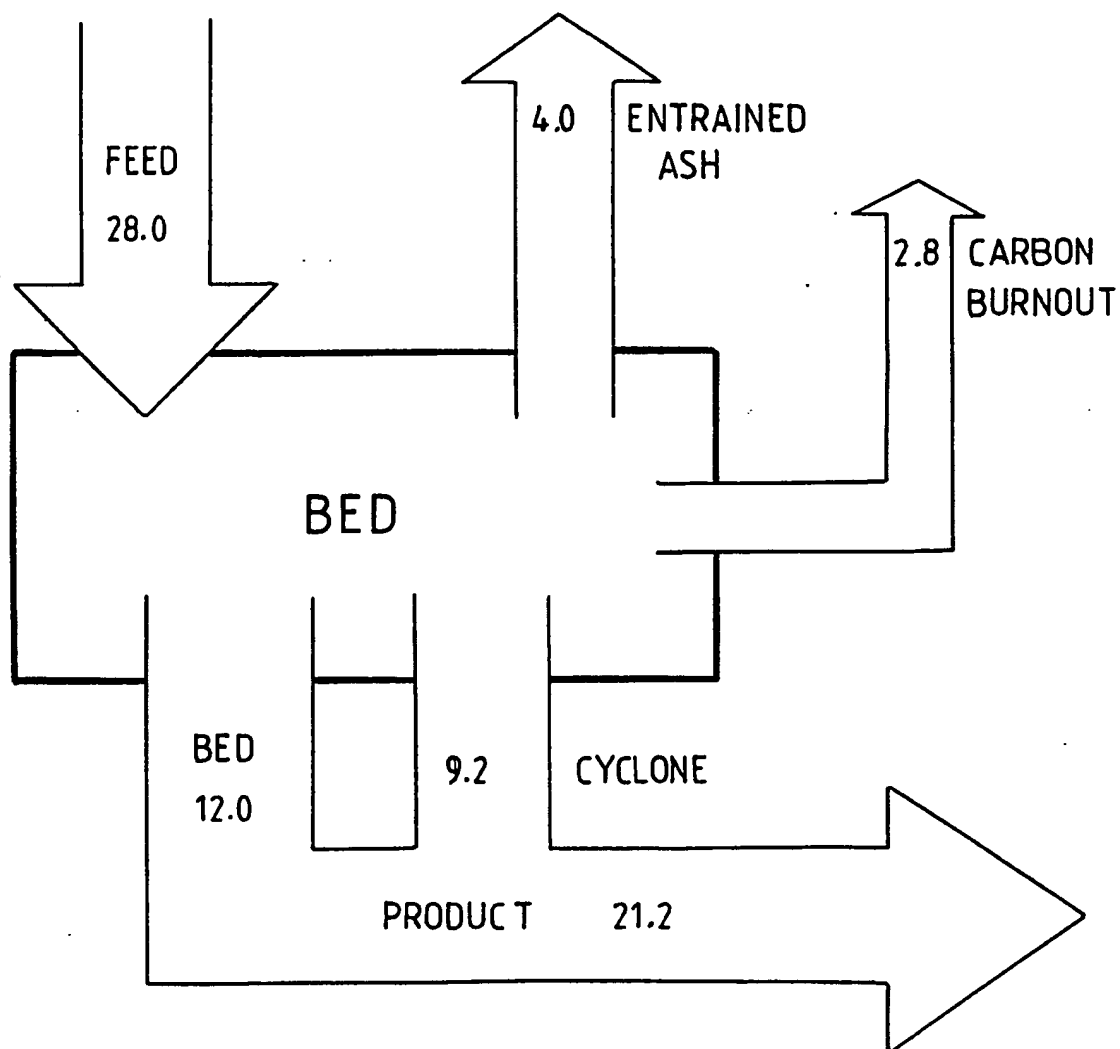 FEED
28.0
4.0 ENTRAINED
ASH
2.8 CARBON
BURNOUT
BED
BED
12.0
9.2 CYCLONE
PRODUCT 21.2